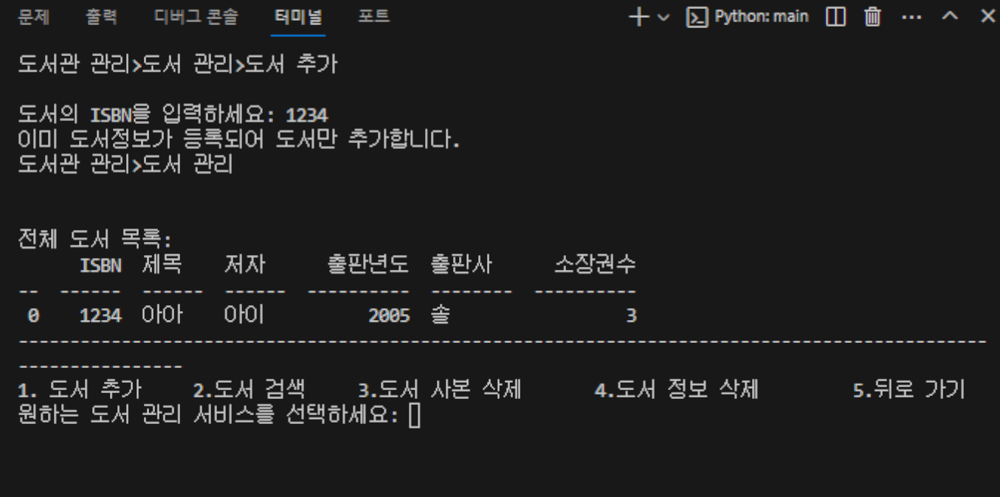 문제 출력 디버그 콘솔 터미널 포트 Python: main
도서관 관리>도서 관리>도서 추가
도서의 ISBN을 입력하세요: 1234
이미 도서정보가 등록되어 도서만 추가합니다.
도서관 관리>도서 관리
전체 도서 목록:
ISBN 제목 저자 출판년도 출판사 소장권수
-- ------ ------ ------ ---------- -------- ----------
0 1234 아아 아이 2005 솔 3
----------------------------------------------------------------------------------------------
----------------
1. 도서 추가 2.도서 검색 3.도서 사본 삭제 4.도서 정보 삭제 5.뒤로 가기
원하는 도서 관리 서비스를 선택하세요: